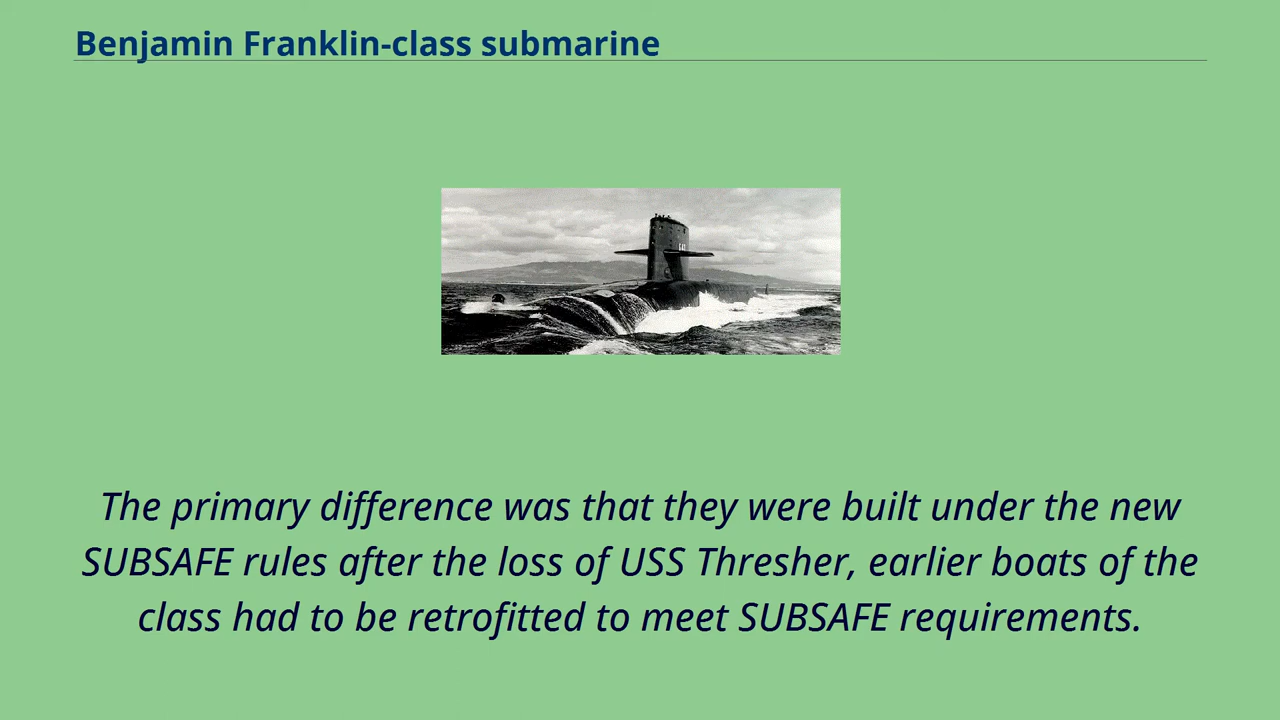 Benjamin Franklin-class submarine
The primary difference was that they were built under the new
SUBSAFE rules after the loss of USS Thresher, earlier boats of the
class had to be retrofitted to meet SUBSAFE requirements.